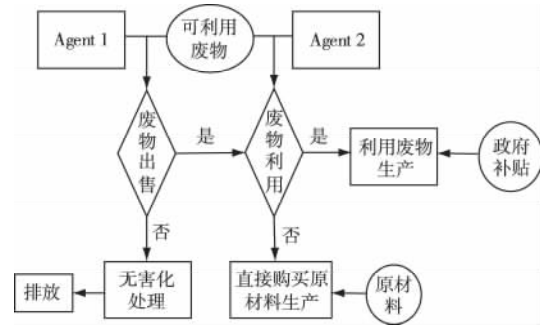 Agent 1
可利用
废物
Agent 2
废物出售
是
废物利用
是
利用废物
生产
政府
补贴
否
否
排放
无害化
处理
直接购买原
材料生产
原材
料